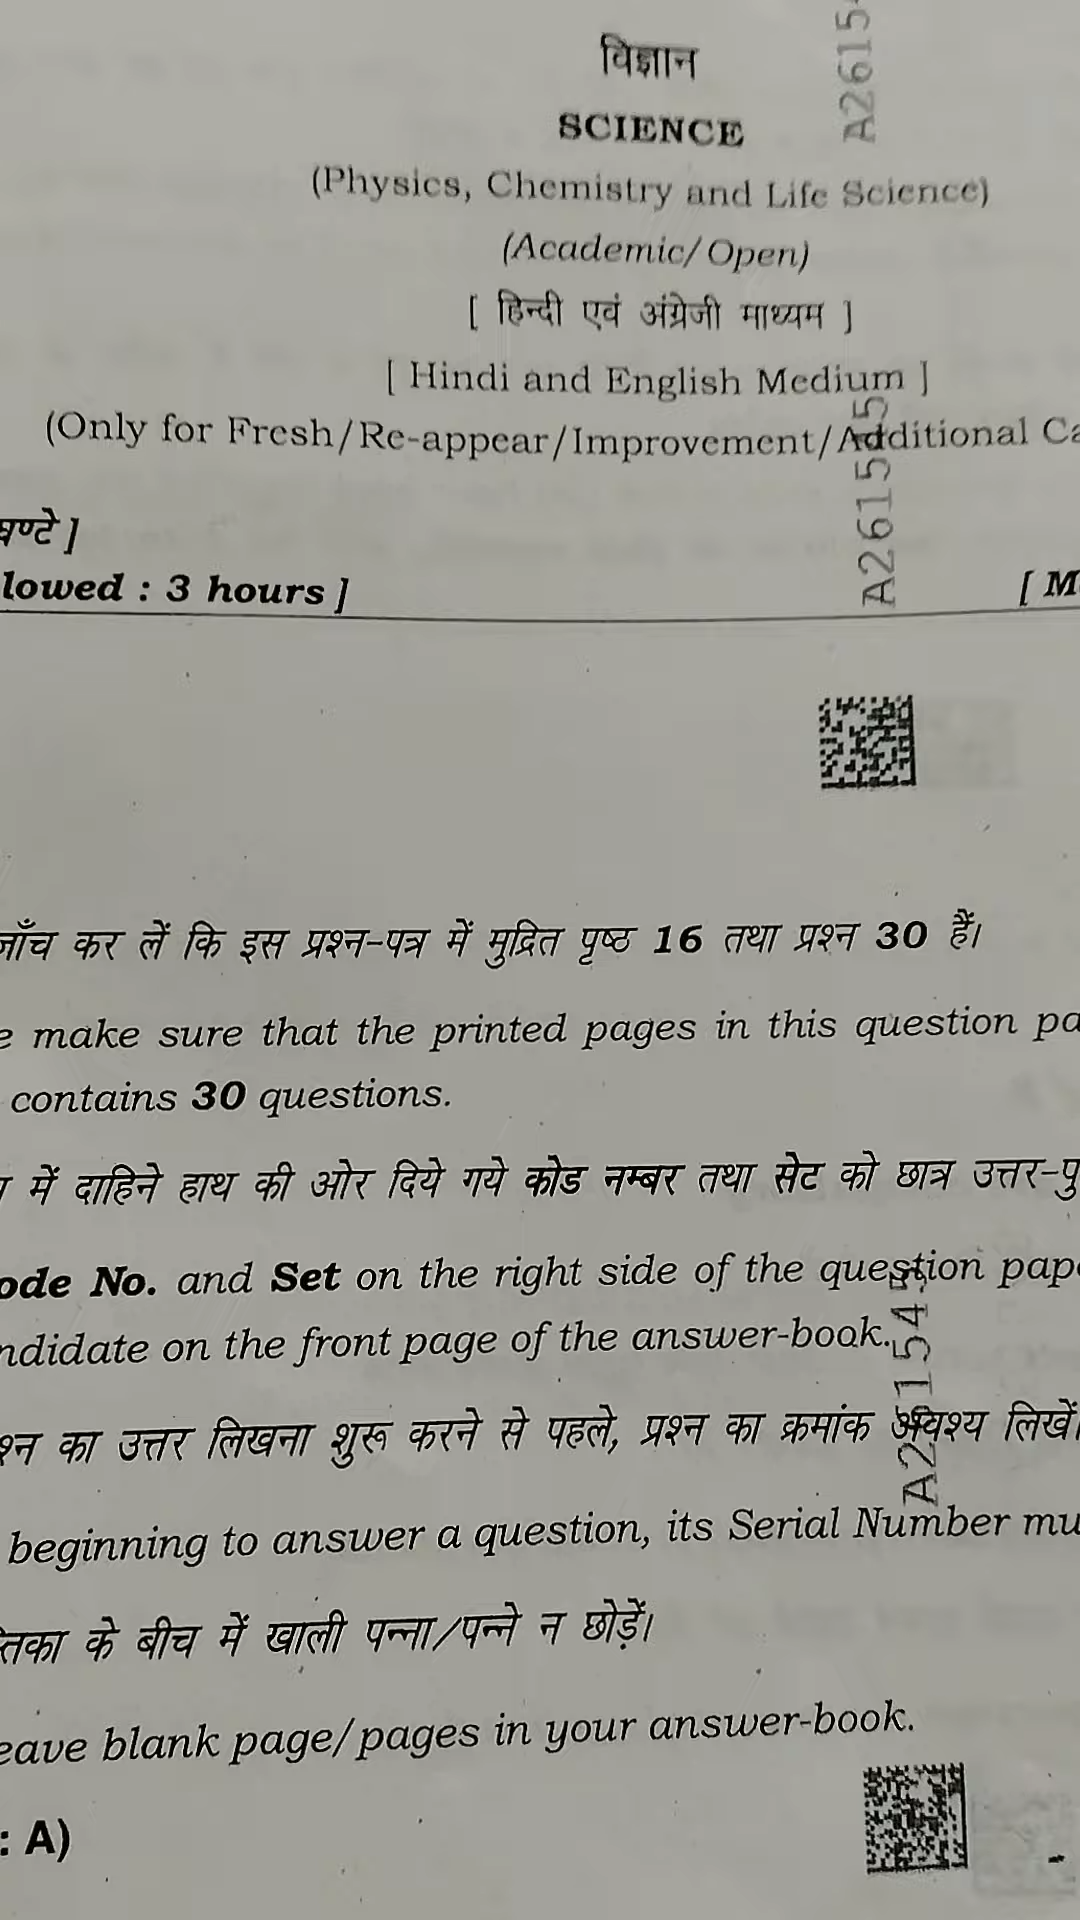 विज्ञान
SCIENCE
(Physics, Chemistry and Life Science)
(Academic/Open)
[ हिन्दी एवं अंग्रेजी माध्यम ]
[ Hindi and English Medium ]
(Only for Fresh/Re-appear/Improvement/Additional Ca
घण्टे ]
lowed : 3 hours ] [ M
जाँच कर लें कि इस प्रश्न-पत्र में मुद्रित पृष्ठ 16 तथा प्रश्न 30 हैं।
e make sure that the printed pages in this question pa
contains 30 questions.
में दाहिने हाथ की ओर दिये गये कोड नम्बर तथा सेट को छात्र उत्तर-पु
ode No. and Set on the right side of the question pape
ndidate on the front page of the answer-book.
श्न का उत्तर लिखना शुरू करने से पहले, प्रश्न का क्रमांक अवश्य लिखें।
beginning to answer a question, its Serial Number mu
तिका के बीच में खाली पन्ना/पन्ने न छोड़ें।
eave blank page/pages in your answer-book.
: A)